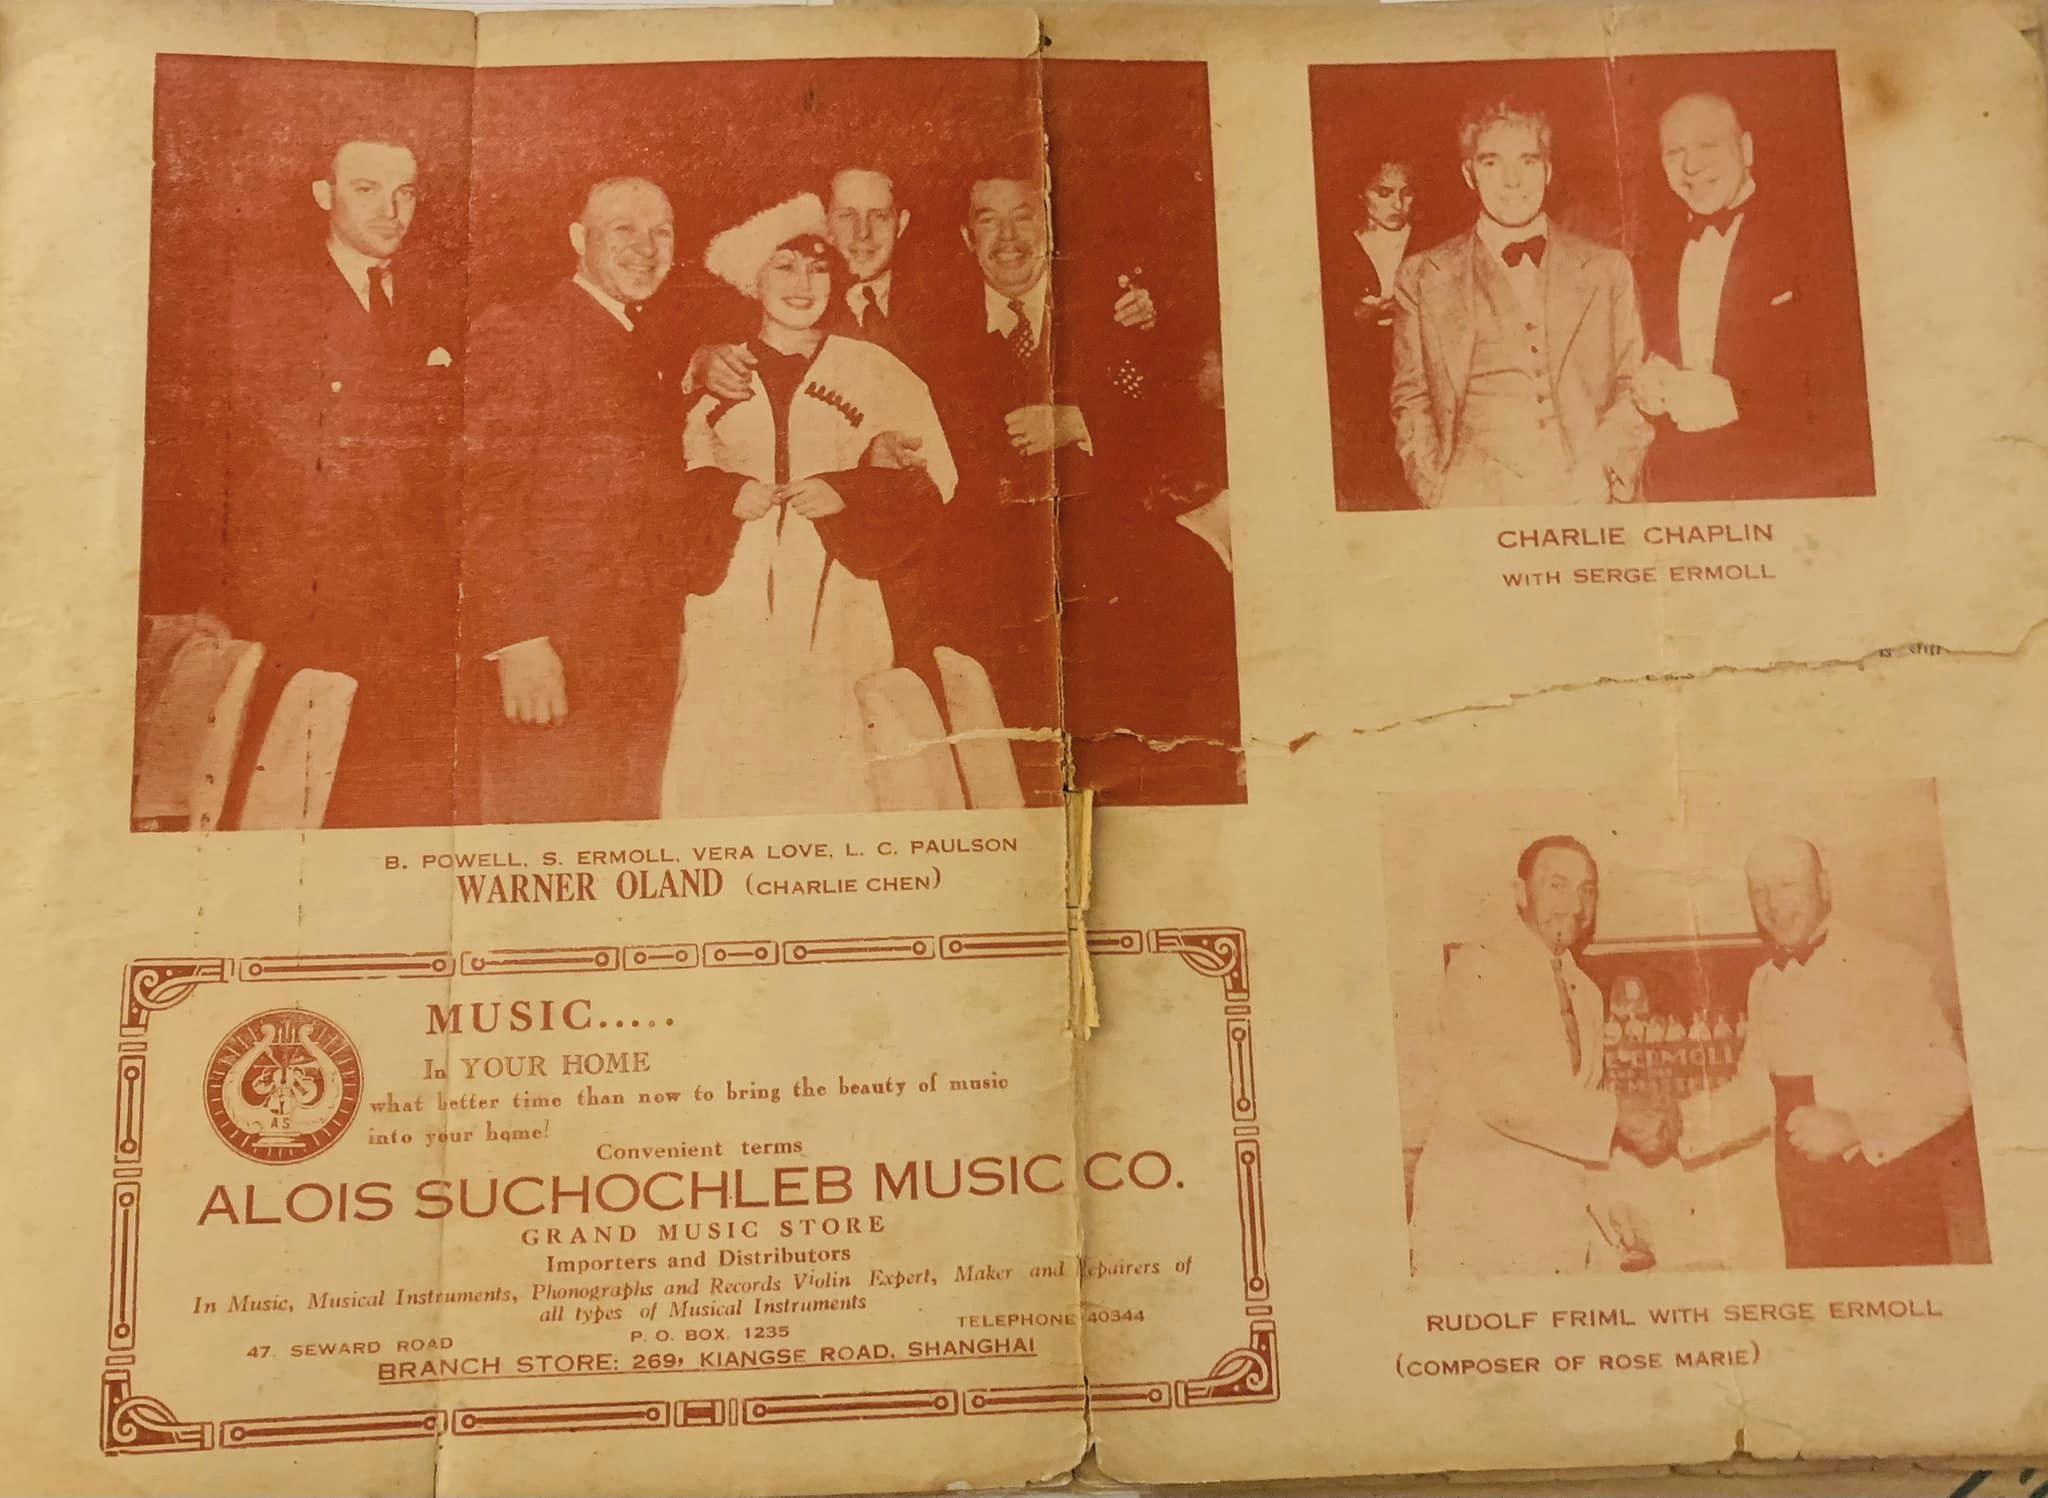 B. POWELL, S. ERMOLL, VERA LOVE, L. C. PAULSON
WARNER OLAND (CHARLIE CHEN)
MUSIC.....
In YOUR HOME
what better time than now to bring the beauty of music
into your home!
Convenient terms
AS
ALOIS SUCHOCHLEB MUSIC CO.
GRAND MUSIC STORE
Importers and Distributors
In Music, Musical Instruments, Phonographs and Records Violin Expert, Maker and Repairers of
all types of Musical Instruments
47. SEWARD ROAD P. O. BOX. 1235 TELEPHONE 40344
BRANCH STORE: 269, KIANGSE ROAD, SHANGHAI
CHARLIE CHAPLIN
WITH SERGE ERMOLL
ERMOLL
RUDOLF FRIML WITH SERGE ERMOLL
(COMPOSER OF ROSE MARIE)